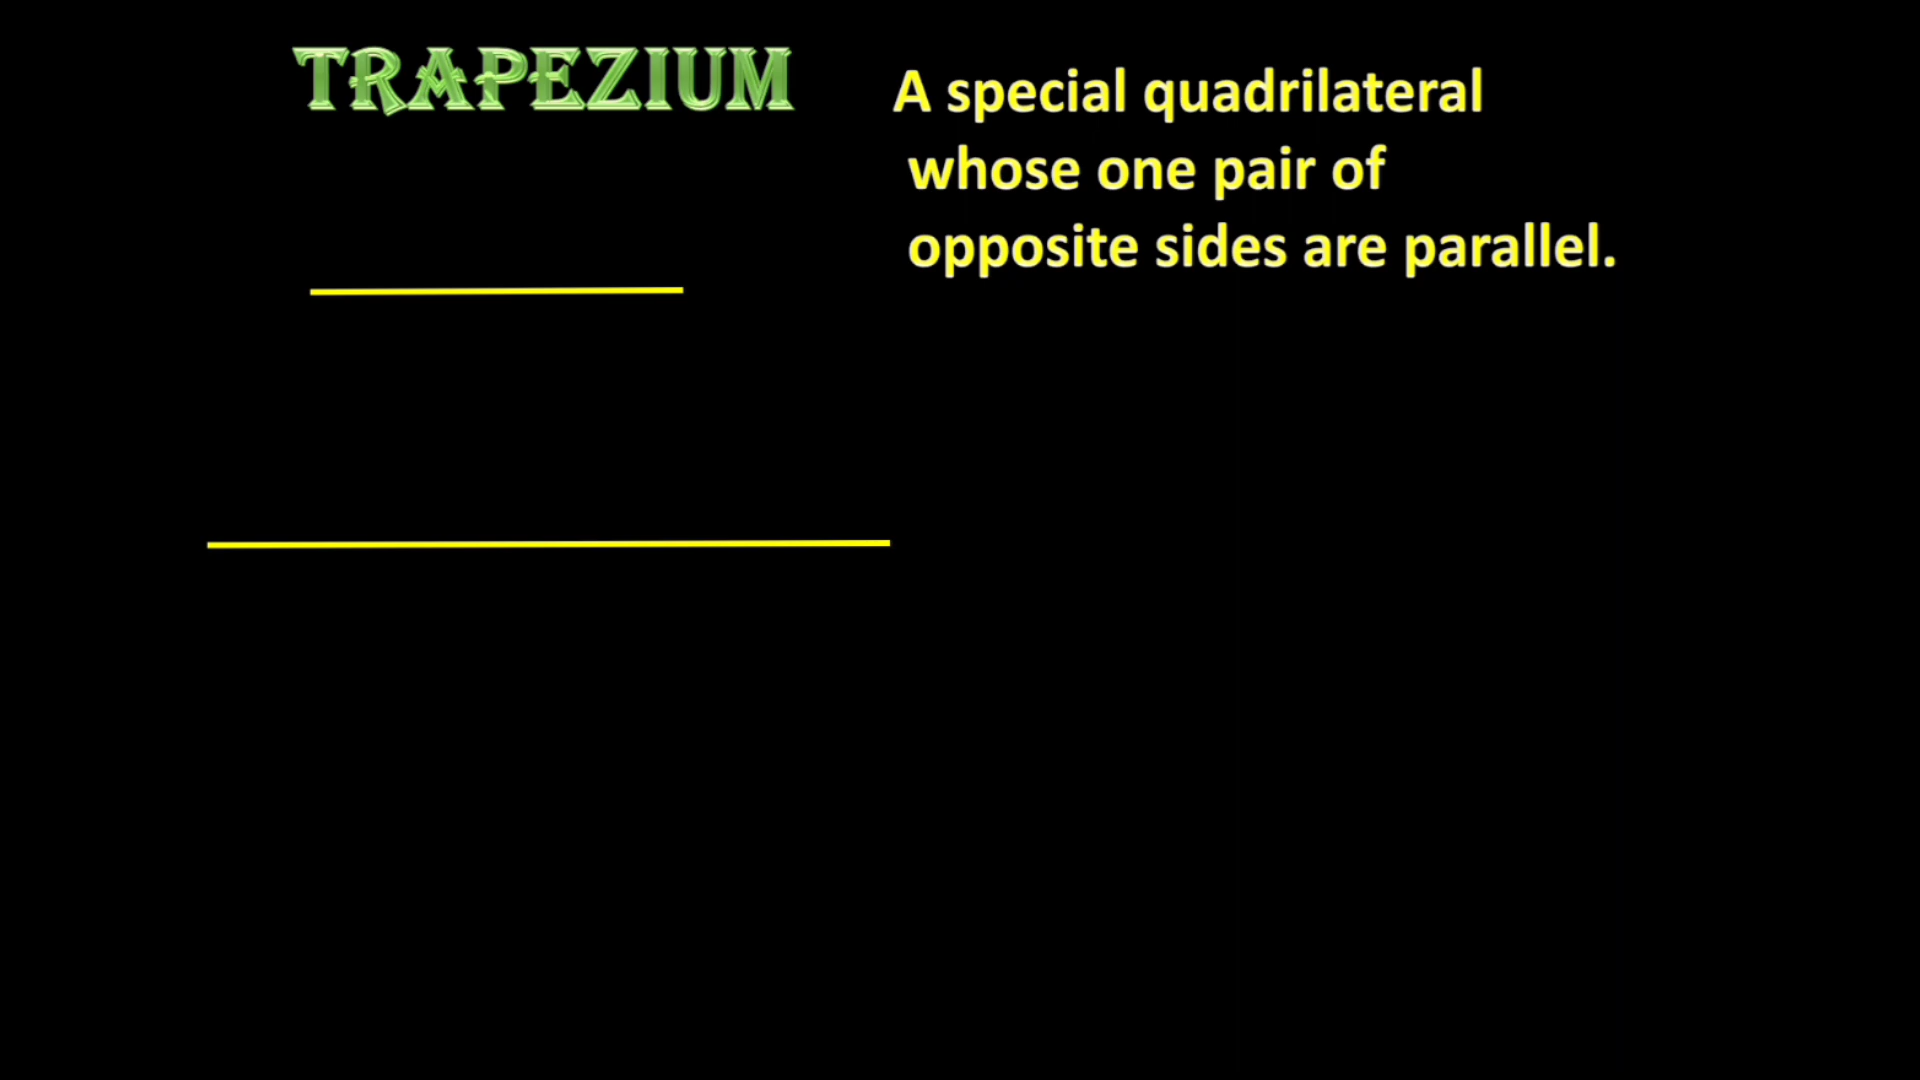 TRAPEZIUM
A special quadrilateral
whose one pair of
opposite sides are parallel.